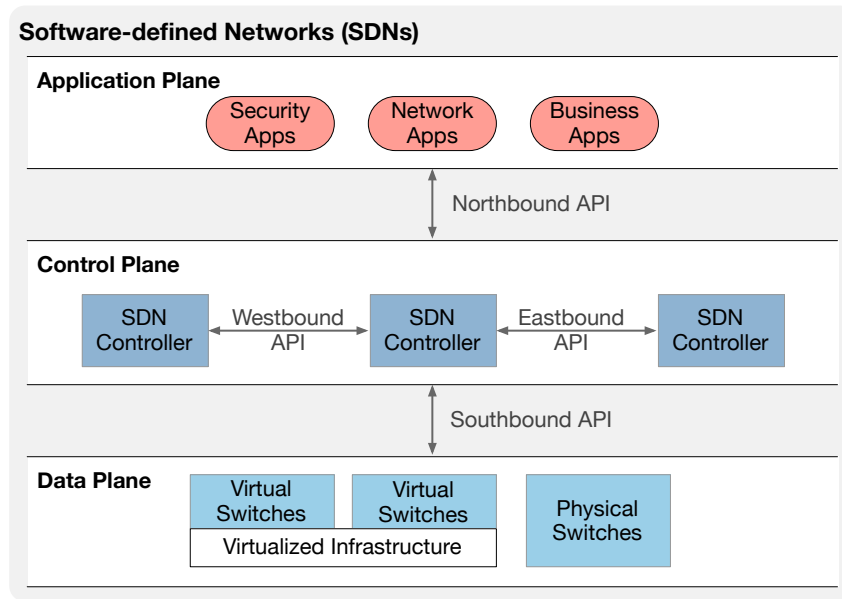 Software-defined Networks (SDNs)
Application Plane
Security
Apps
Network
Apps
Business
Apps
Northbound API
Control Plane
SDN
Controller
Westbound
API
SDN
Controller
Eastbound
API
SDN
Controller
Southbound API
Data Plane
Virtual
Switches
Virtual
Switches
Physical
Switches
Virtualized Infrastructure